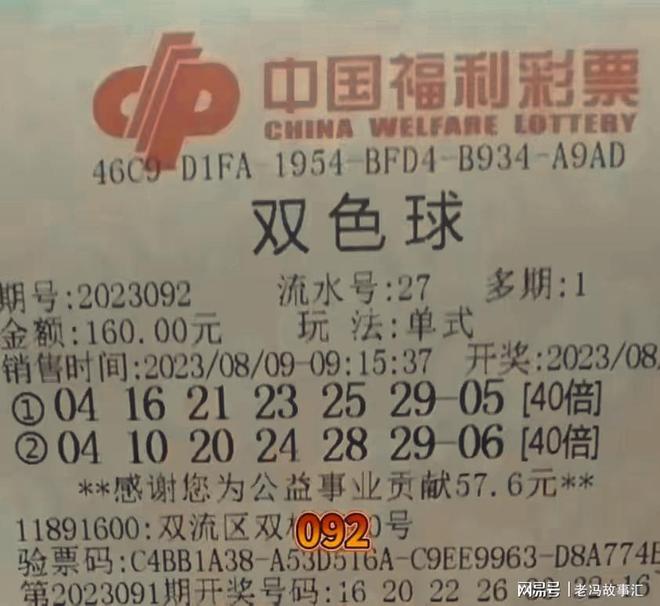 中国福利彩票
CHINA WELFARE LOTTERY
46C9-D1FA-1954-BFD4-B934-A9AD
双色球
期号:2023092 流水号:27 多期:1
金额:160.00元 玩 法:单式
销售时间:2023/08/09-09:15:37 开奖:2023/08/
①04 16 21 23 25 29-05 [40倍]
②04 10 20 24 28 29-06 [40倍]
**感谢您为公益事业贡献57.6元**
11891600:双流区双 号
092
验票码:C4BB1A38-A53D516A-C9EE9963-D8A774E
第2023091期开奖号码:16 20 22 26
网易号 | 老冯故事汇